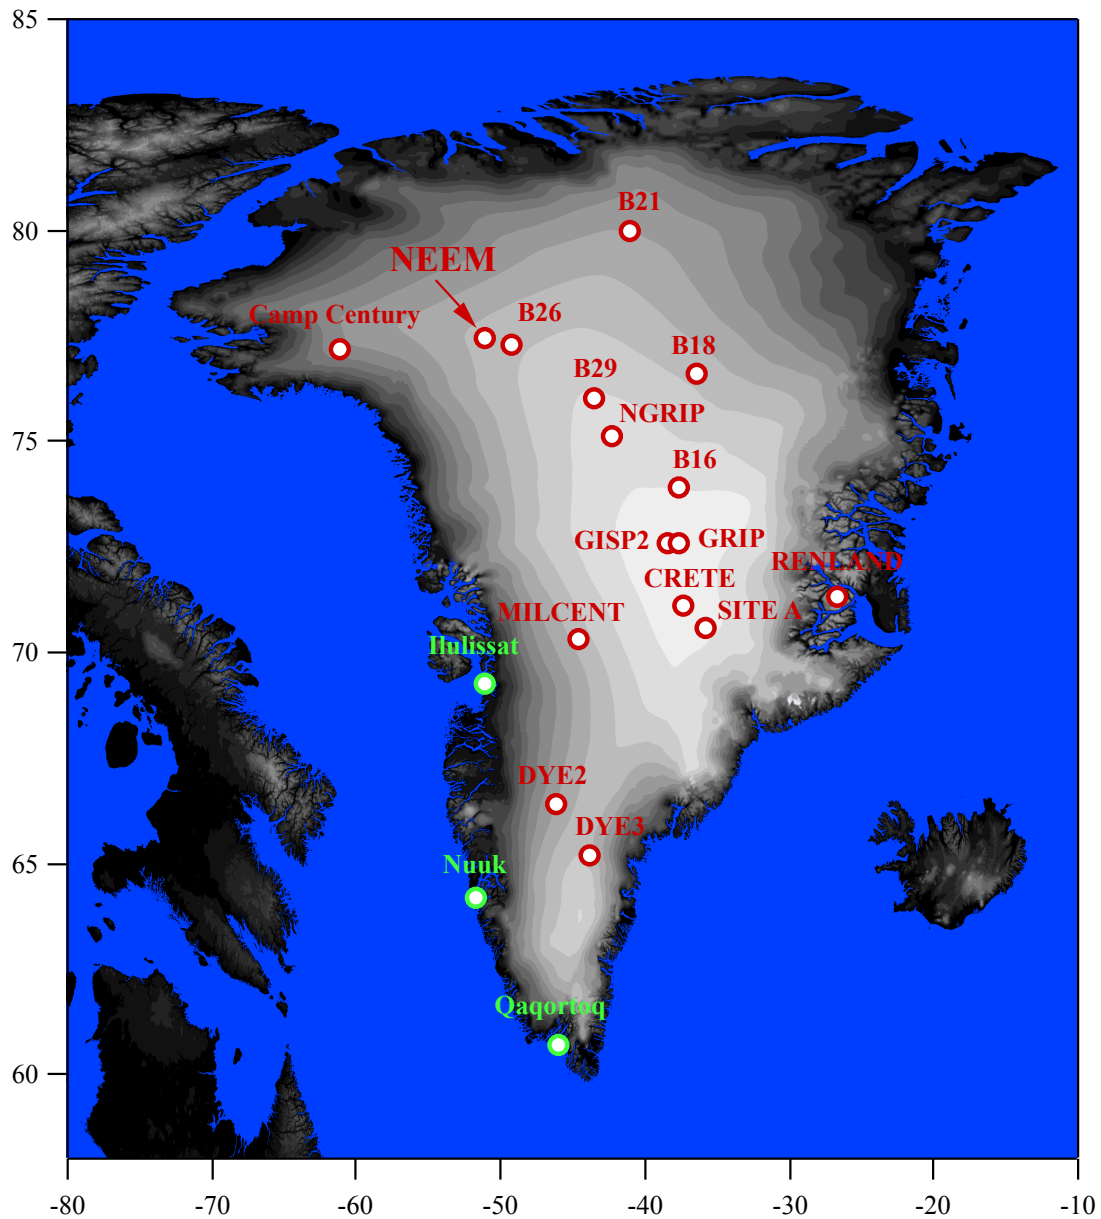 85
B21
80
NEEM
Camp Century
B26
B18
B29
NGRIP
75
B16
GISP2
GRIP
RENLAND
CRETE
SITE A
MILCENT
Ilulissat
70
DYE2
DYE3
65
Nuuk
Qaqortoq
60
-80 -70 -60 -50 -40 -30 -20 -10